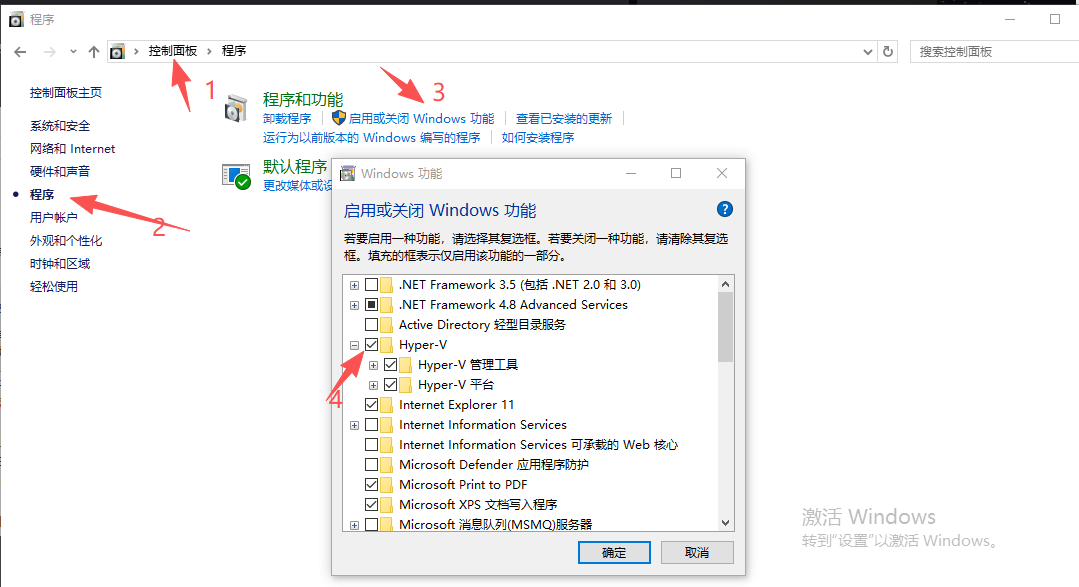 程序
控制面板 程序
搜索控制面板
1
3
控制面板主页
系统和安全
网络和 Internet
硬件和声音
程序
2
用户帐户
外观和个性化
时钟和区域
轻松使用
程序和功能
卸载程序 启用或关闭 Windows 功能 查看已安装的更新
运行为以前版本的 Windows 编写的程序 如何安装程序
默认程序
更改媒体或设
Windows 功能
启用或关闭 Windows 功能
?
若要启用一种功能，请选择其复选框。若要关闭一种功能，请清除其复选
框。填充的框表示仅启用该功能的一部分。
.NET Framework 3.5 (包括 .NET 2.0 和 3.0)
.NET Framework 4.8 Advanced Services
Active Directory 轻型目录服务
Hyper-V
Hyper-V 管理工具
Hyper-V 平台
4
Internet Explorer 11
Internet Information Services
Internet Information Services 可承载的 Web 核心
Microsoft Defender 应用程序防护
Microsoft Print to PDF
Microsoft XPS 文档写入程序
Microsoft 消息队列(MSMQ)服务器
确定 取消
激活 Windows
转到"设置"以激活 Windows。